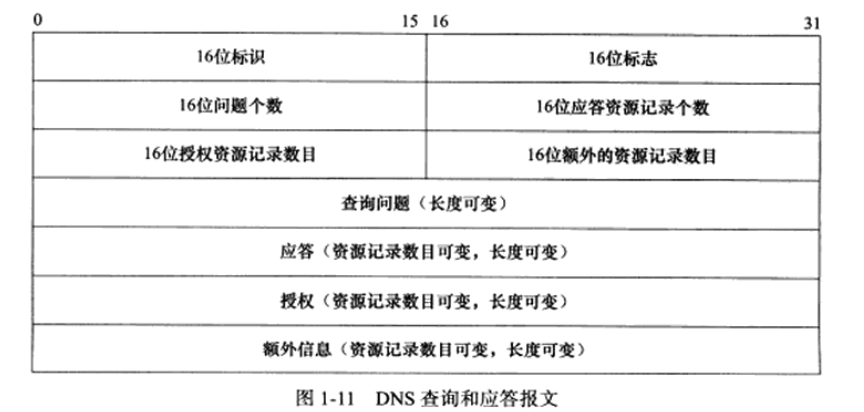 0 15 16 31
16位标识 16位标志
16位问题个数 16位应答资源记录个数
16位授权资源记录数目 16位额外的资源记录数目
查询问题（长度可变）
应答（资源记录数目可变，长度可变）
授权（资源记录数目可变，长度可变）
额外信息（资源记录数目可变，长度可变）
图 1-11 DNS 查询和应答报文